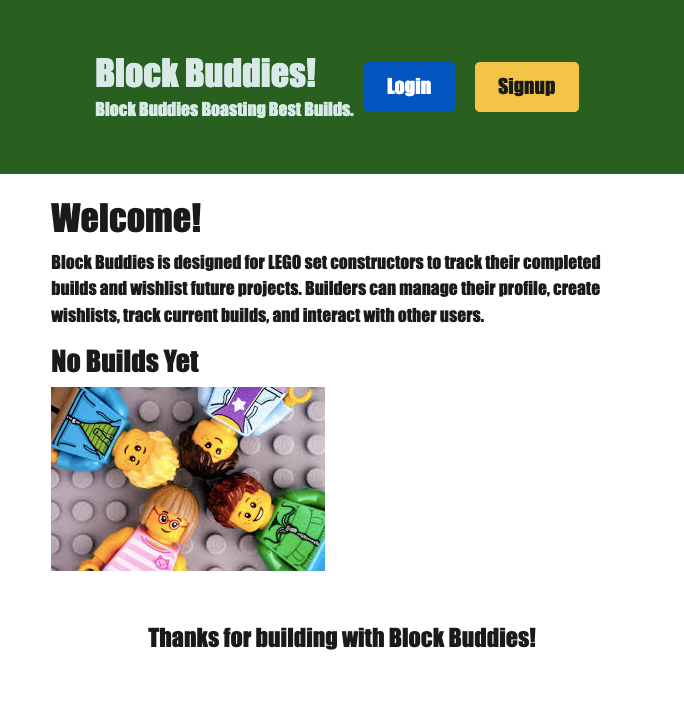 Block Buddies!
Block Buddies Boasting Best Builds.
Login
Signup
Welcome!
Block Buddies is designed for LEGO set constructors to track their completed
builds and wishlist future projects. Builders can manage their profile, create
wishlists, track current builds, and interact with other users.
No Builds Yet
Thanks for building with Block Buddies!